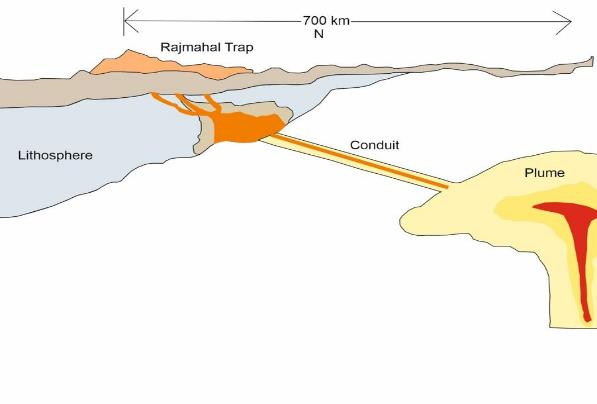 700 km
N
Rajmahal Trap
Conduit
Lithosphere
Plume